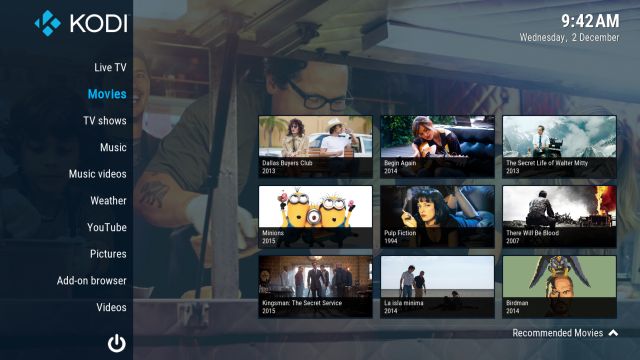 KODI
9:42AM
Wednesday, 2 December
Live TV
Movies
TV shows
Music
Music videos
Weather
YouTube
Pictures
Add-on browser
Videos
Dallas Buyers Club
2013
Begin Again
2014
The Secret Life of Walter Mitty
2013
Minions
2015
Pulp Fiction
1994
There Will Be Blood
2007
Kingsman: The Secret Service
2015
La isla minima
2014
Birdman
2014
Recommended Movies